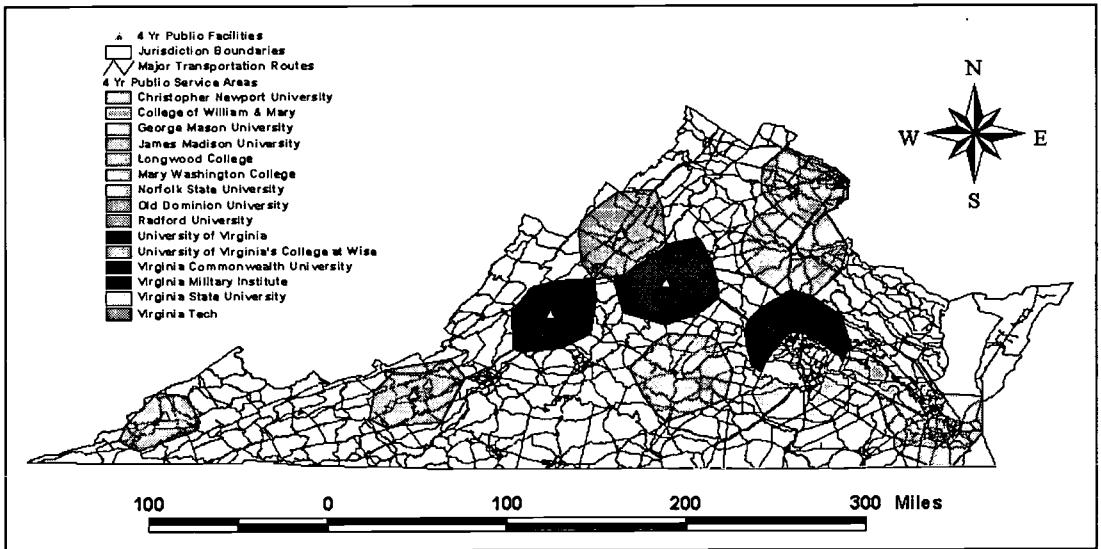 4 Yr Public Facilities
Jurisdiction Boundaries
Major Transportation Routes
4 Yr Public Service Areas
Christopher Newport University
College of William & Mary
George Mason University
James Madison University
Longwood College
Mary Washington College
Norfolk State University
Old Dominion University
Radford University
University of Virginia
University of Virginia's College at Wise
Virginia Commonwealth University
Virginia Military Institute
Virginia State University
Virginia Tech
N
W E
S
100 0 100 200 300 Miles